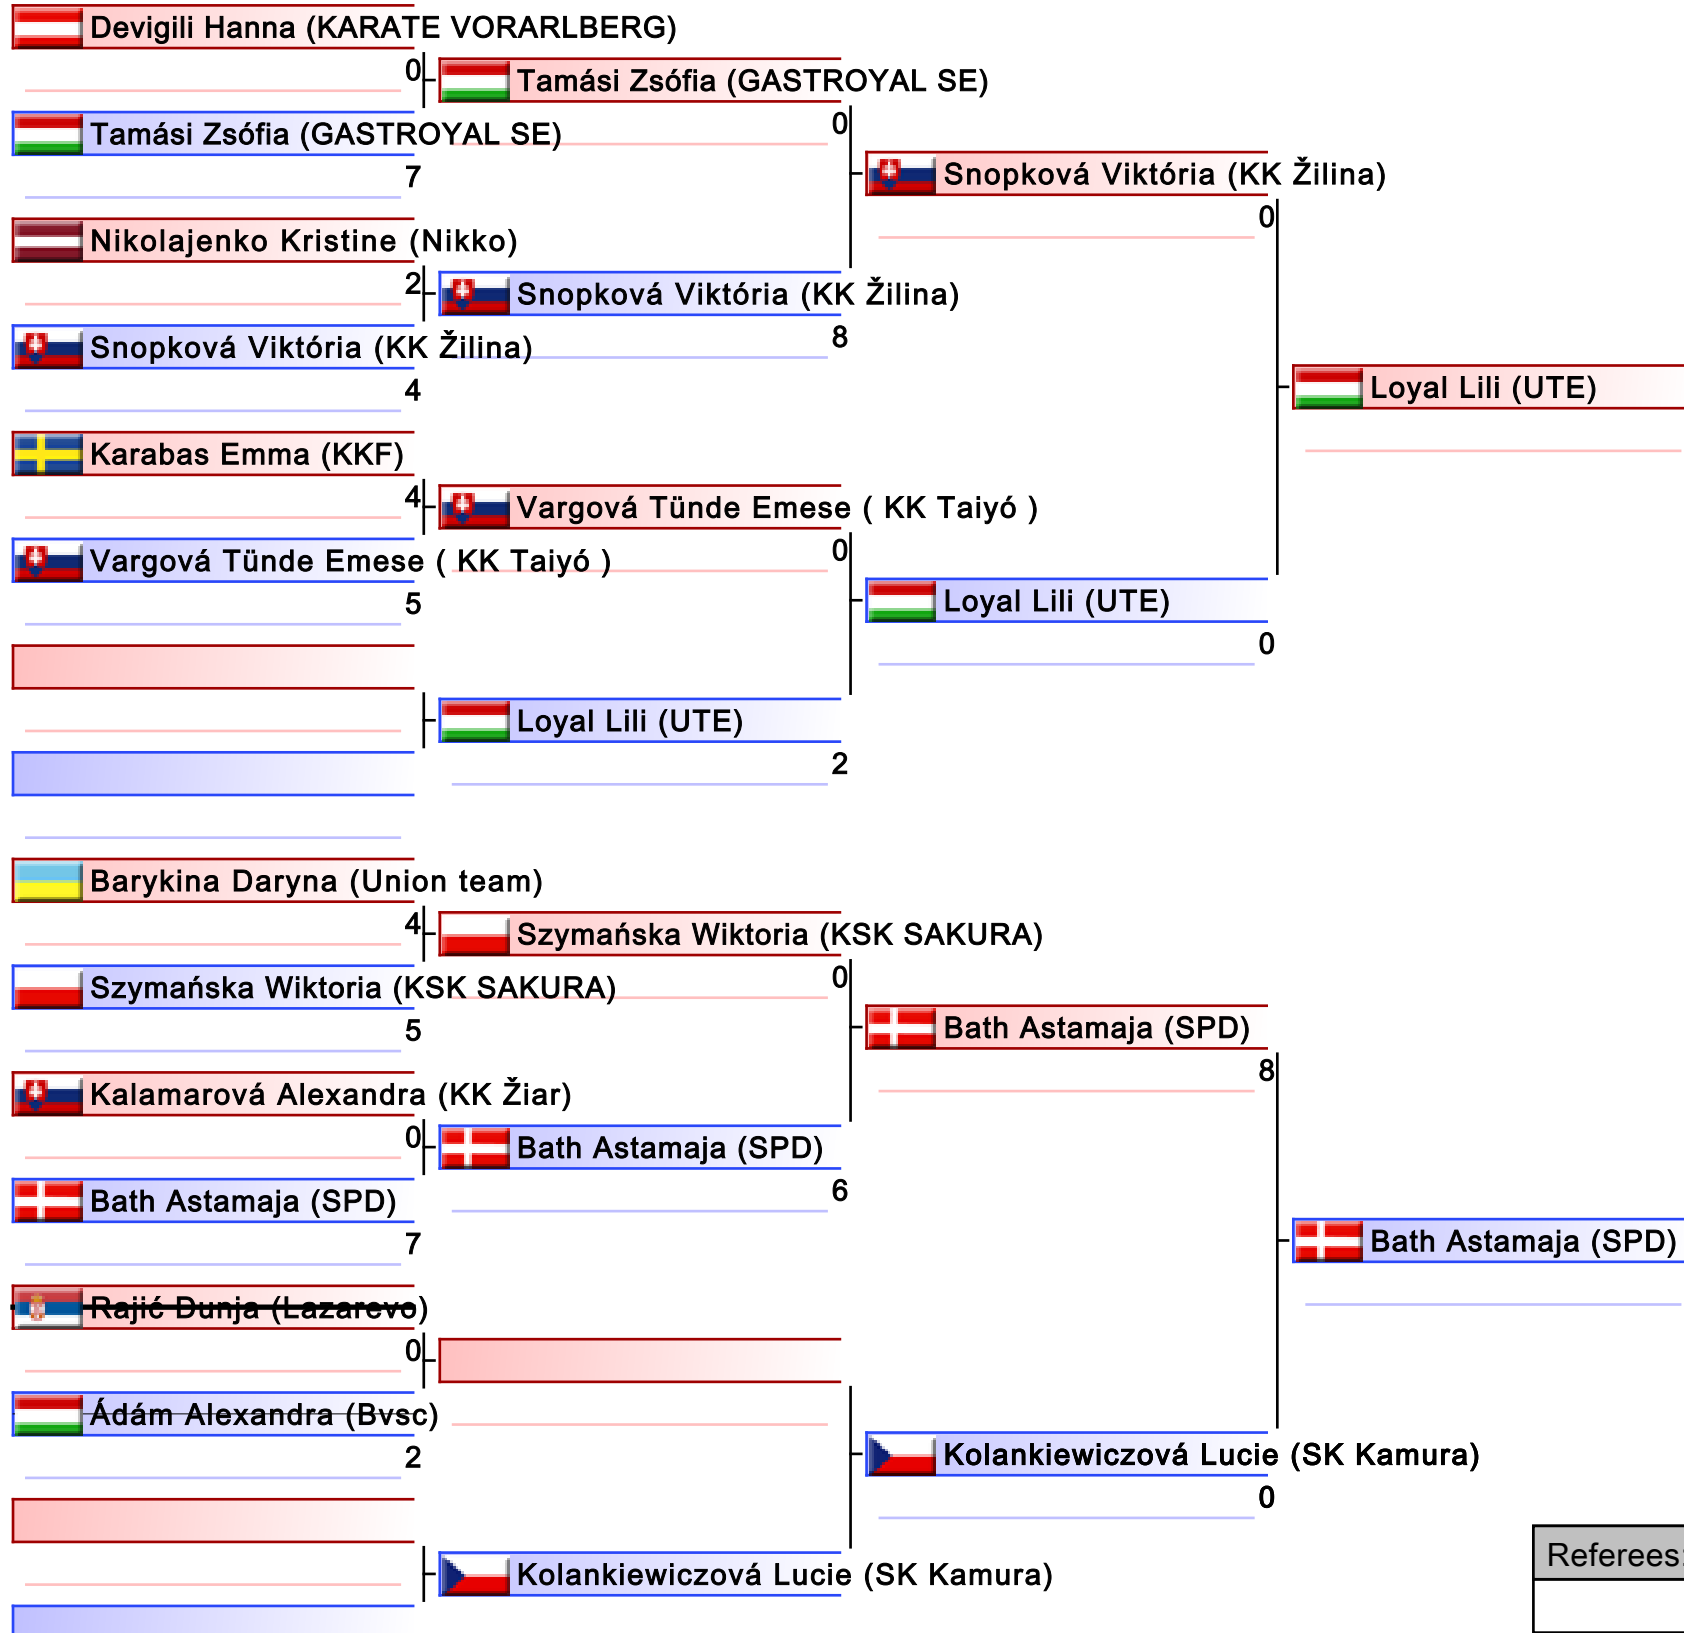 Devigili Hanna (KARATE VORARLBERG)
0
Tamási Zsófia (GASTROYAL SE)
7
Nikolajenko Kristine (Nikko)
2
Snopková Viktória (KK Žilina)
4
Karabas Emma (KKF)
4
Vargová Tünde Emese ( KK Taiyó )
5
Barykina Daryna (Union team)
4
Szymańska Wiktoria (KSK SAKURA)
5
Kalamarová Alexandra (KK Žiar)
0
Bath Astamaja (SPD)
7
Rajić Dunja (Lazarevo)
0
Ádám Alexandra (Bvsc)
2
Tamási Zsófia (GASTROYAL SE)
0
Snopková Viktória (KK Žilina)
8
Vargová Tünde Emese ( KK Taiyó )
0
Loyal Lili (UTE)
2
Szymańska Wiktoria (KSK SAKURA)
0
Bath Astamaja (SPD)
6
Kolankiewiczová Lucie (SK Kamura)
Snopková Viktória (KK Žilina)
0
Loyal Lili (UTE)
0
Bath Astamaja (SPD)
8
Kolankiewiczová Lucie (SK Kamura)
0
Loyal Lili (UTE)
Bath Astamaja (SPD)
Referees: